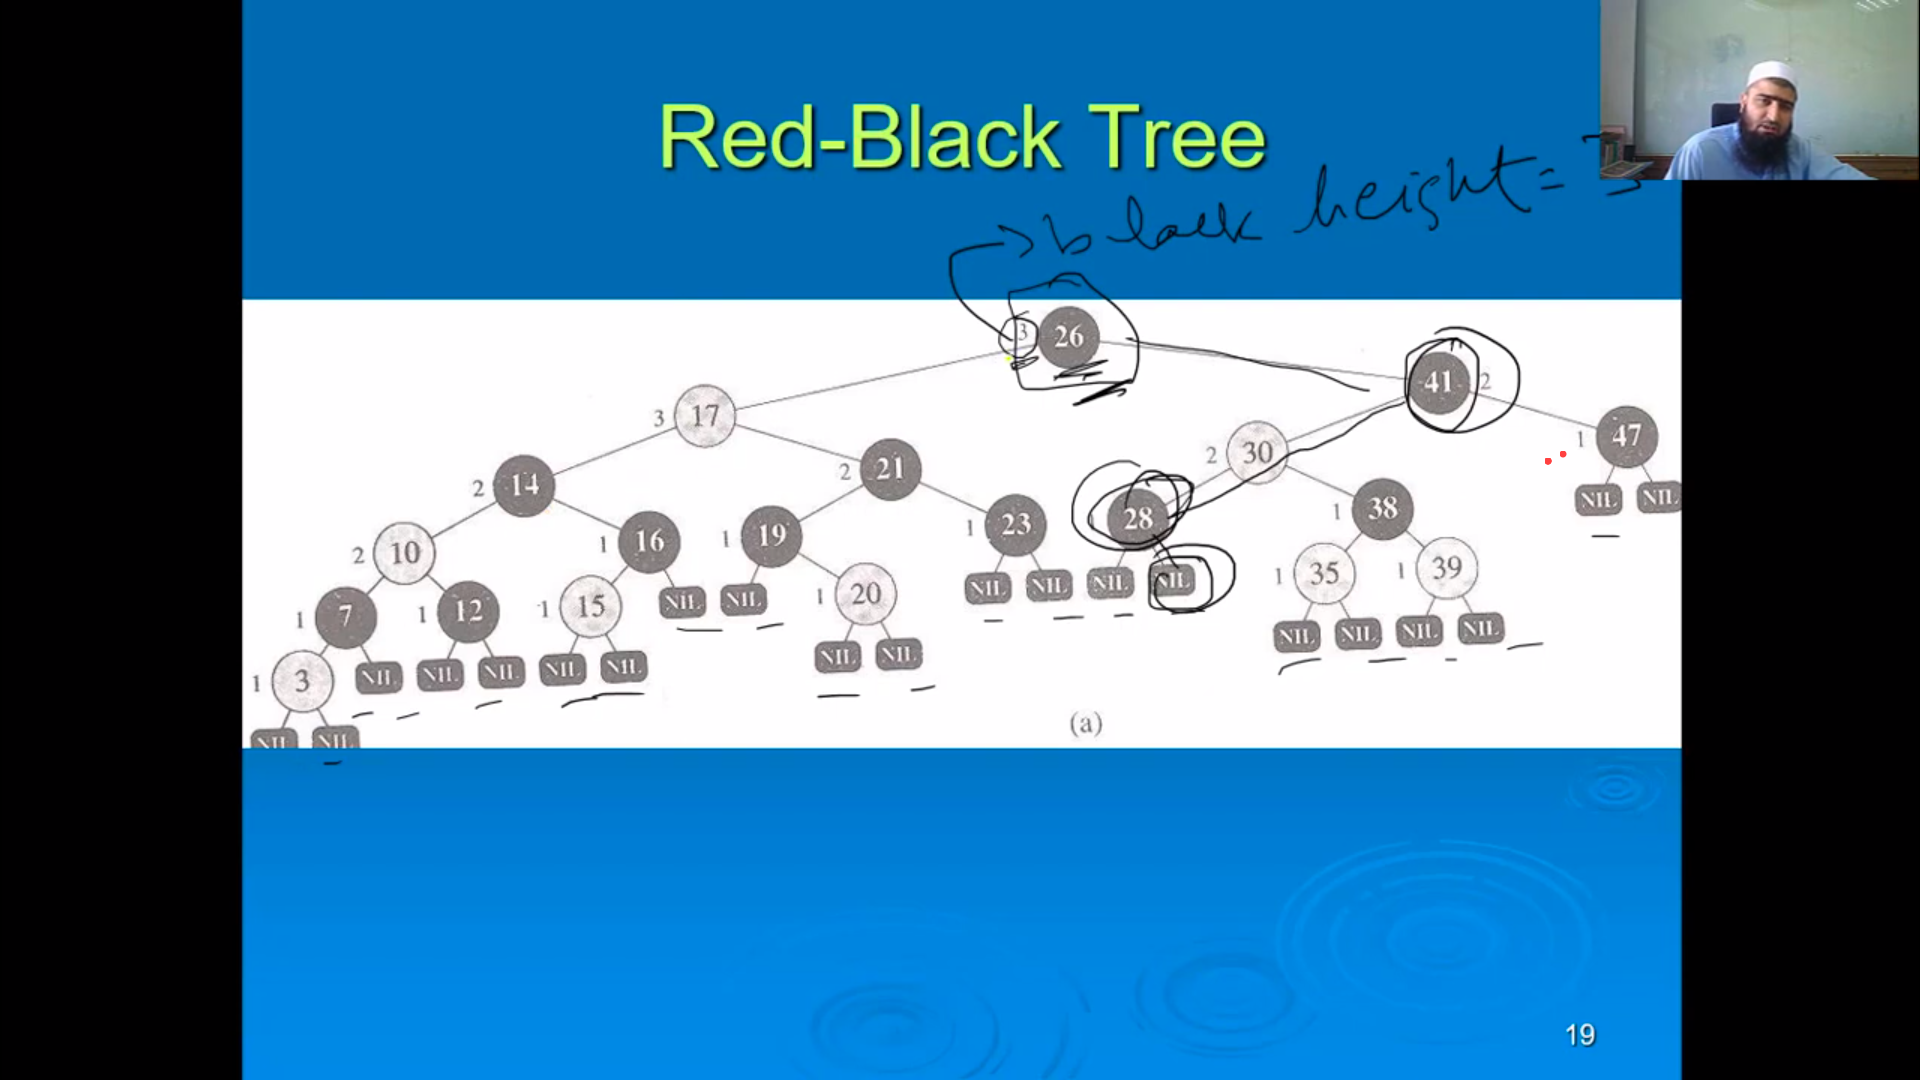 Red-Black Tree
black height = 3
3 26
41 2
3 17
1 47
2 30
2 21
2 14
NIL NIL
1 38
28
1 23
1 19
1 16
2 10
1 35
1 39
NIL NIL NIL NIL
1 20
NIL NIL
1 15
1 7
1 12
NIL NIL NIL NIL
NIL NIL
NIL NIL
NIL NIL NIL
1 3
NIL NIL
(a)
19